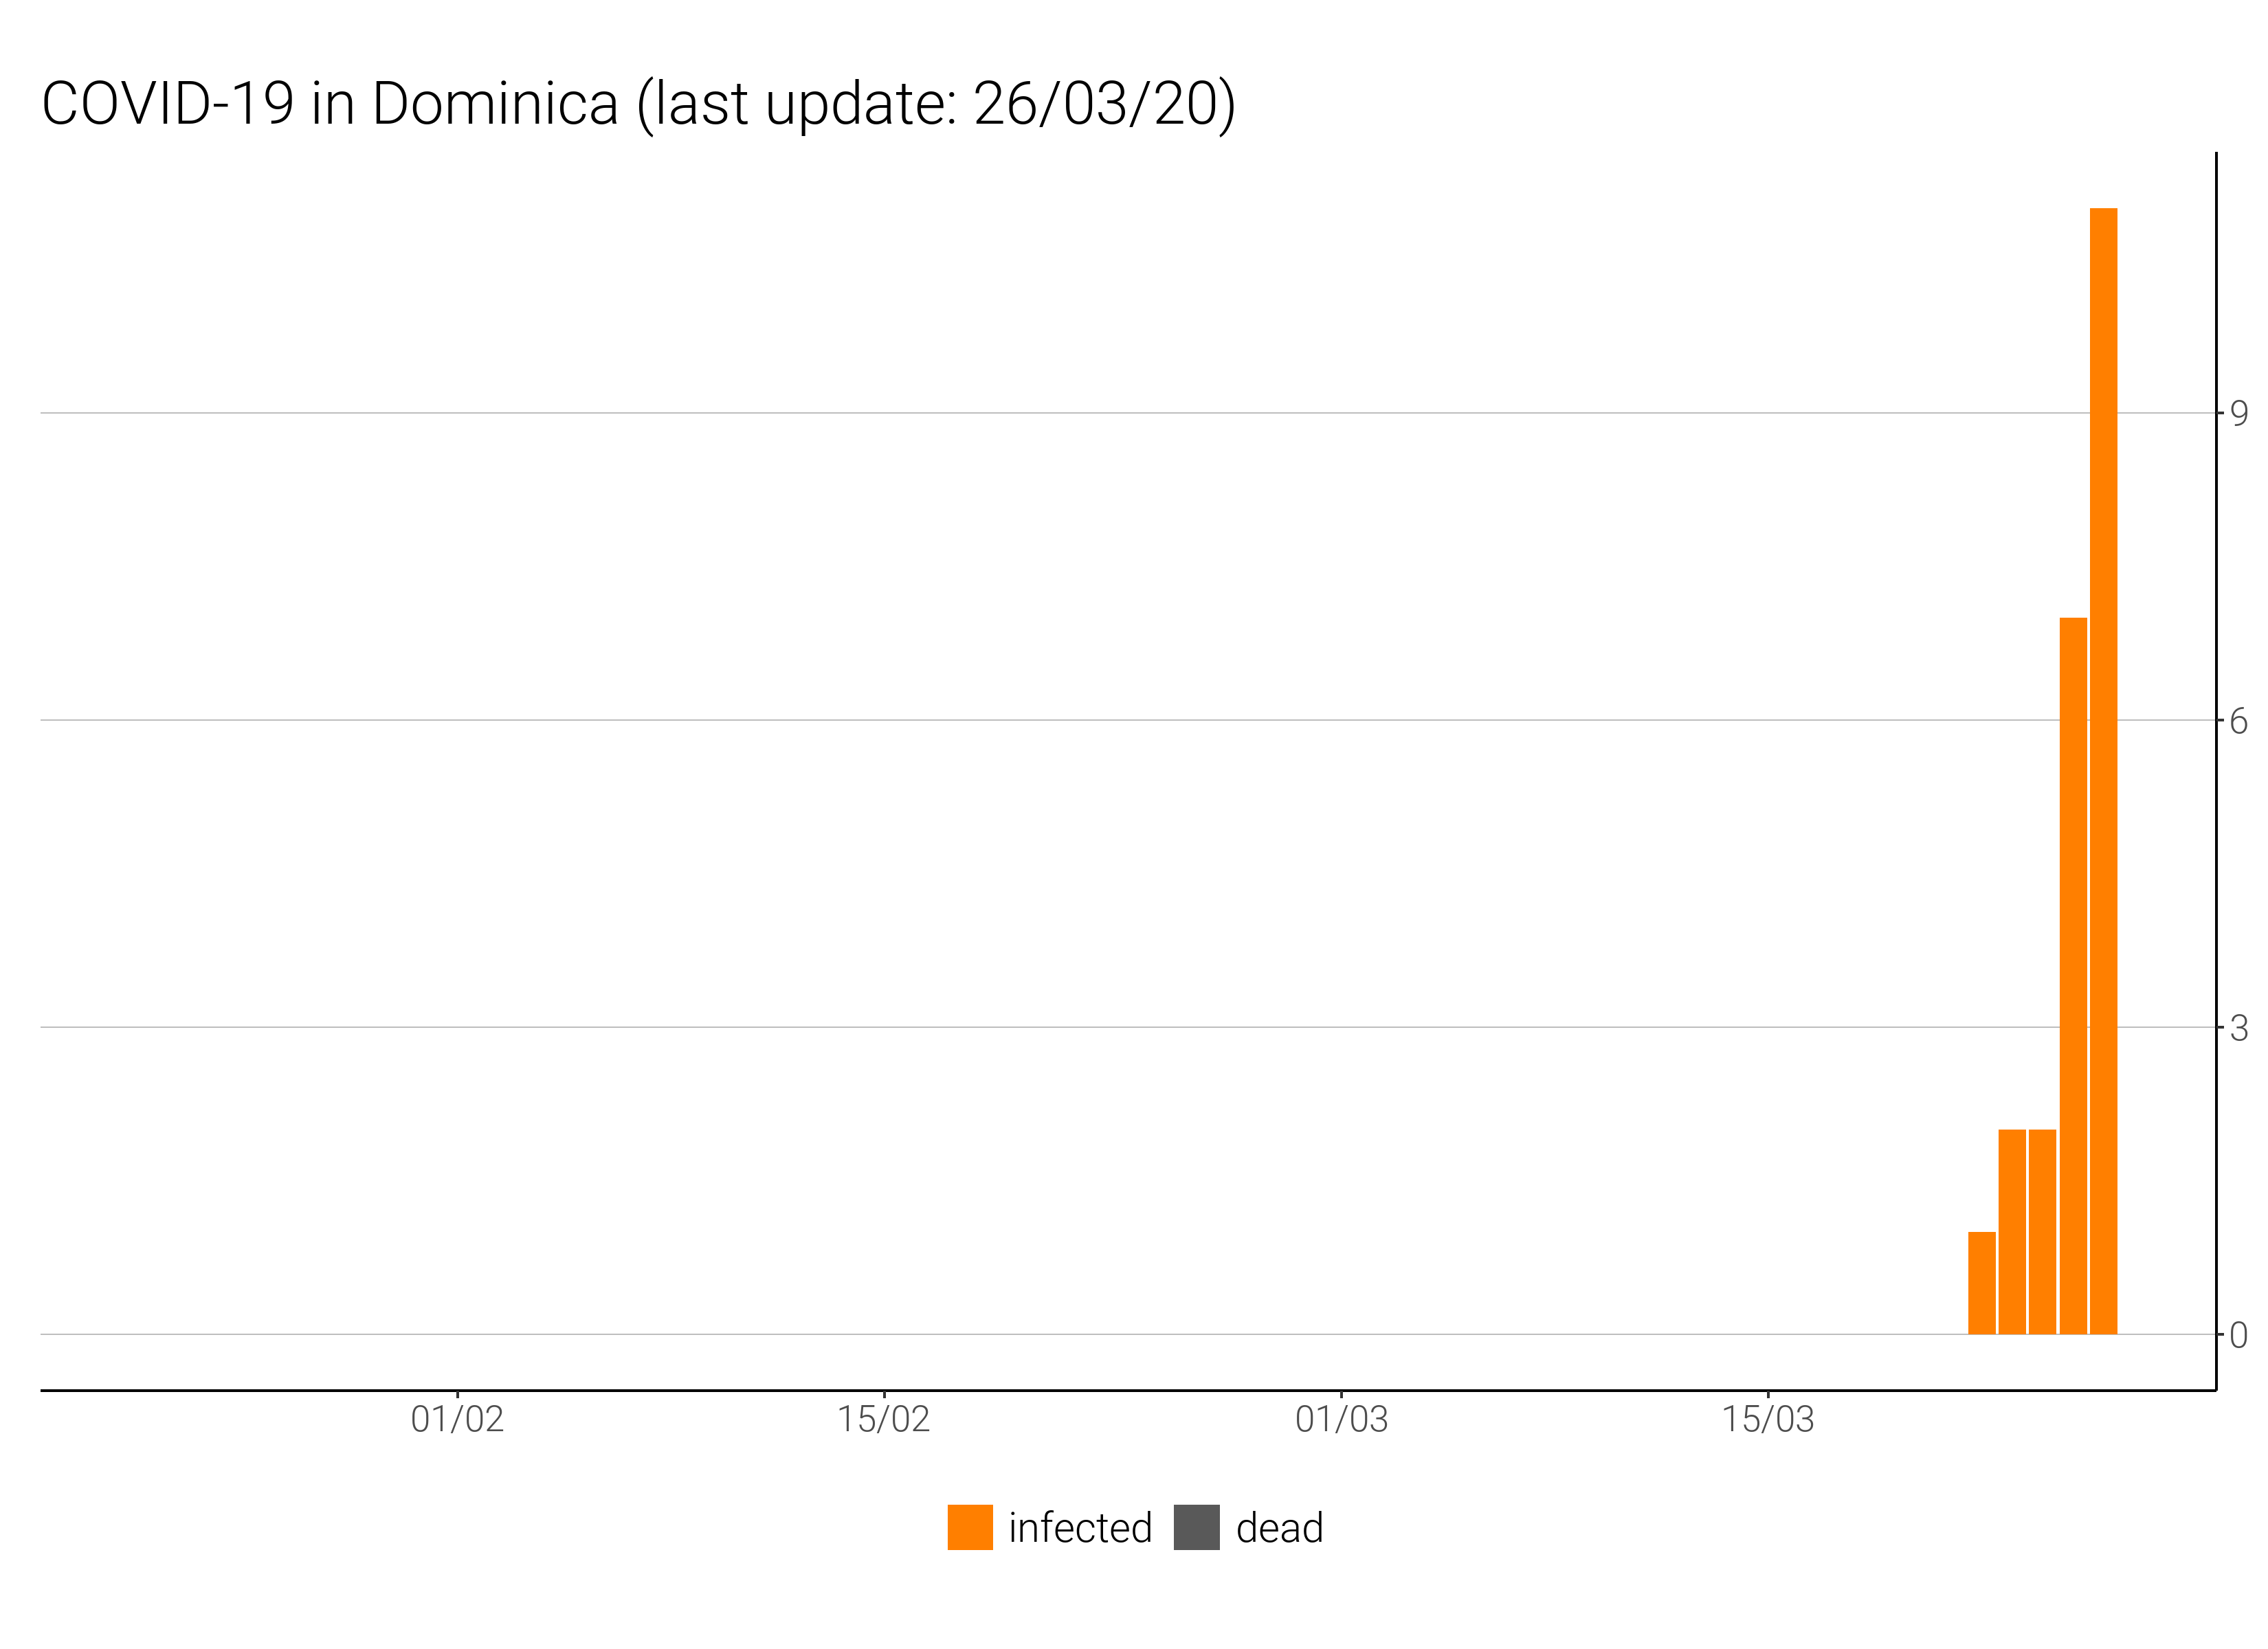 COVID-19 in Dominica (last update: 26/03/20)
9
6
3
0
01/02 15/02 01/03 15/03
infected dead